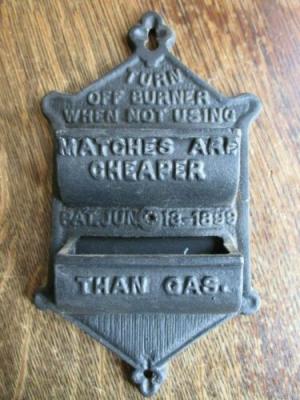 TURN
OFF BURNER
WHEN NOT USING
MATCHES ARE
CHEAPER
PAT. JUN. 13-1899
THAN GAS.